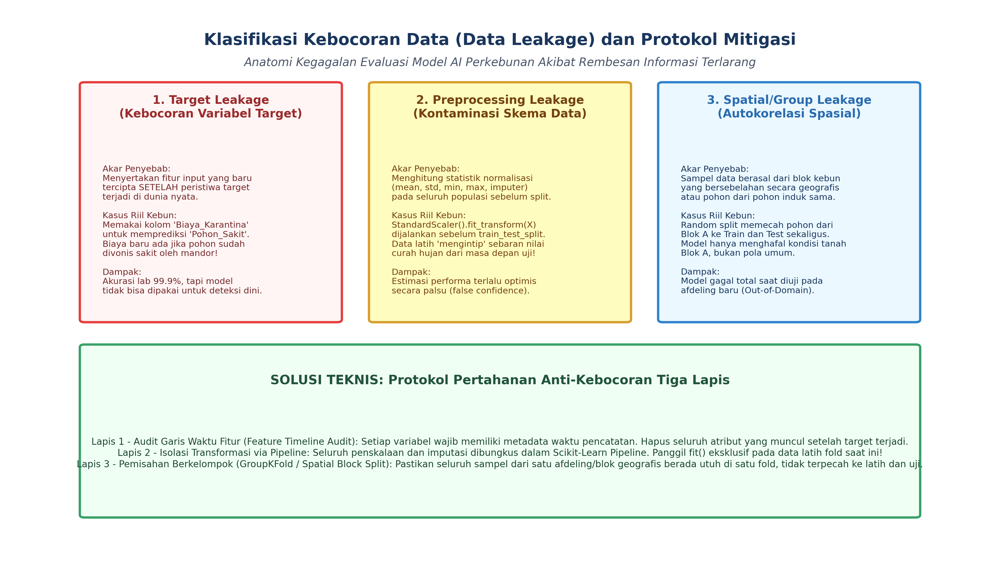 Klasifikasi Kebocoran Data (Data Leakage) dan Protokol Mitigasi
Anatomi Kegagalan Evaluasi Model AI Perkebunan Akibat Rembesan Informasi Terlarang
1. Target Leakage
(Kebocoran Variabel Target)
Akar Penyebab:
Menyertakan fitur input yang baru
tercipta SETELAH peristiwa target
terjadi di dunia nyata.
Kasus Riil Kebun:
Memakai kolom 'Biaya_Karantina'
untuk memprediksi 'Pohon_Sakit'.
Biaya baru ada jika pohon sudah
divonis sakit oleh mandor!
Dampak:
Akurasi lab 99.9%, tapi model
tidak bisa dipakai untuk deteksi dini.
2. Preprocessing Leakage
(Kontaminasi Skema Data)
Akar Penyebab:
Menghitung statistik normalisasi
(mean, std, min, max, imputer)
pada seluruh populasi sebelum split.
Kasus Riil Kebun:
StandardScaler().fit_transform(X)
dijalankan sebelum train_test_split.
Data latih 'mengintip' sebaran nilai
curah hujan dari masa depan uji!
Dampak:
Estimasi performa terlalu optimis
secara palsu (false confidence).
3. Spatial/Group Leakage
(Autokorelasi Spasial)
Akar Penyebab:
Sampel data berasal dari blok kebun
yang bersebelahan secara geografis
atau pohon dari pohon induk sama.
Kasus Riil Kebun:
Random split memecah pohon dari
Blok A ke Train dan Test sekaligus.
Model hanya menghafal kondisi tanah
Blok A, bukan pola umum.
Dampak:
Model gagal total saat diuji pada
afdeling baru (Out-of-Domain).
SOLUSI TEKNIS: Protokol Pertahanan Anti-Kebocoran Tiga Lapis
Lapis 1 - Audit Garis Waktu Fitur (Feature Timeline Audit): Setiap variabel wajib memiliki metadata waktu pencatatan. Hapus seluruh atribut yang muncul setelah target terjadi.
Lapis 2 - Isolasi Transformasi via Pipeline: Seluruh penskalaan dan imputasi dibungkus dalam Scikit-Learn Pipeline. Panggil fit() eksklusif pada data latih fold saat ini!
Lapis 3 - Pemisahan Berkelompok (GroupKFold / Spatial Block Split): Pastikan seluruh sampel dari satu afdeling/blok geografis berada utuh di satu fold, tidak terpecah ke latih dan uji.